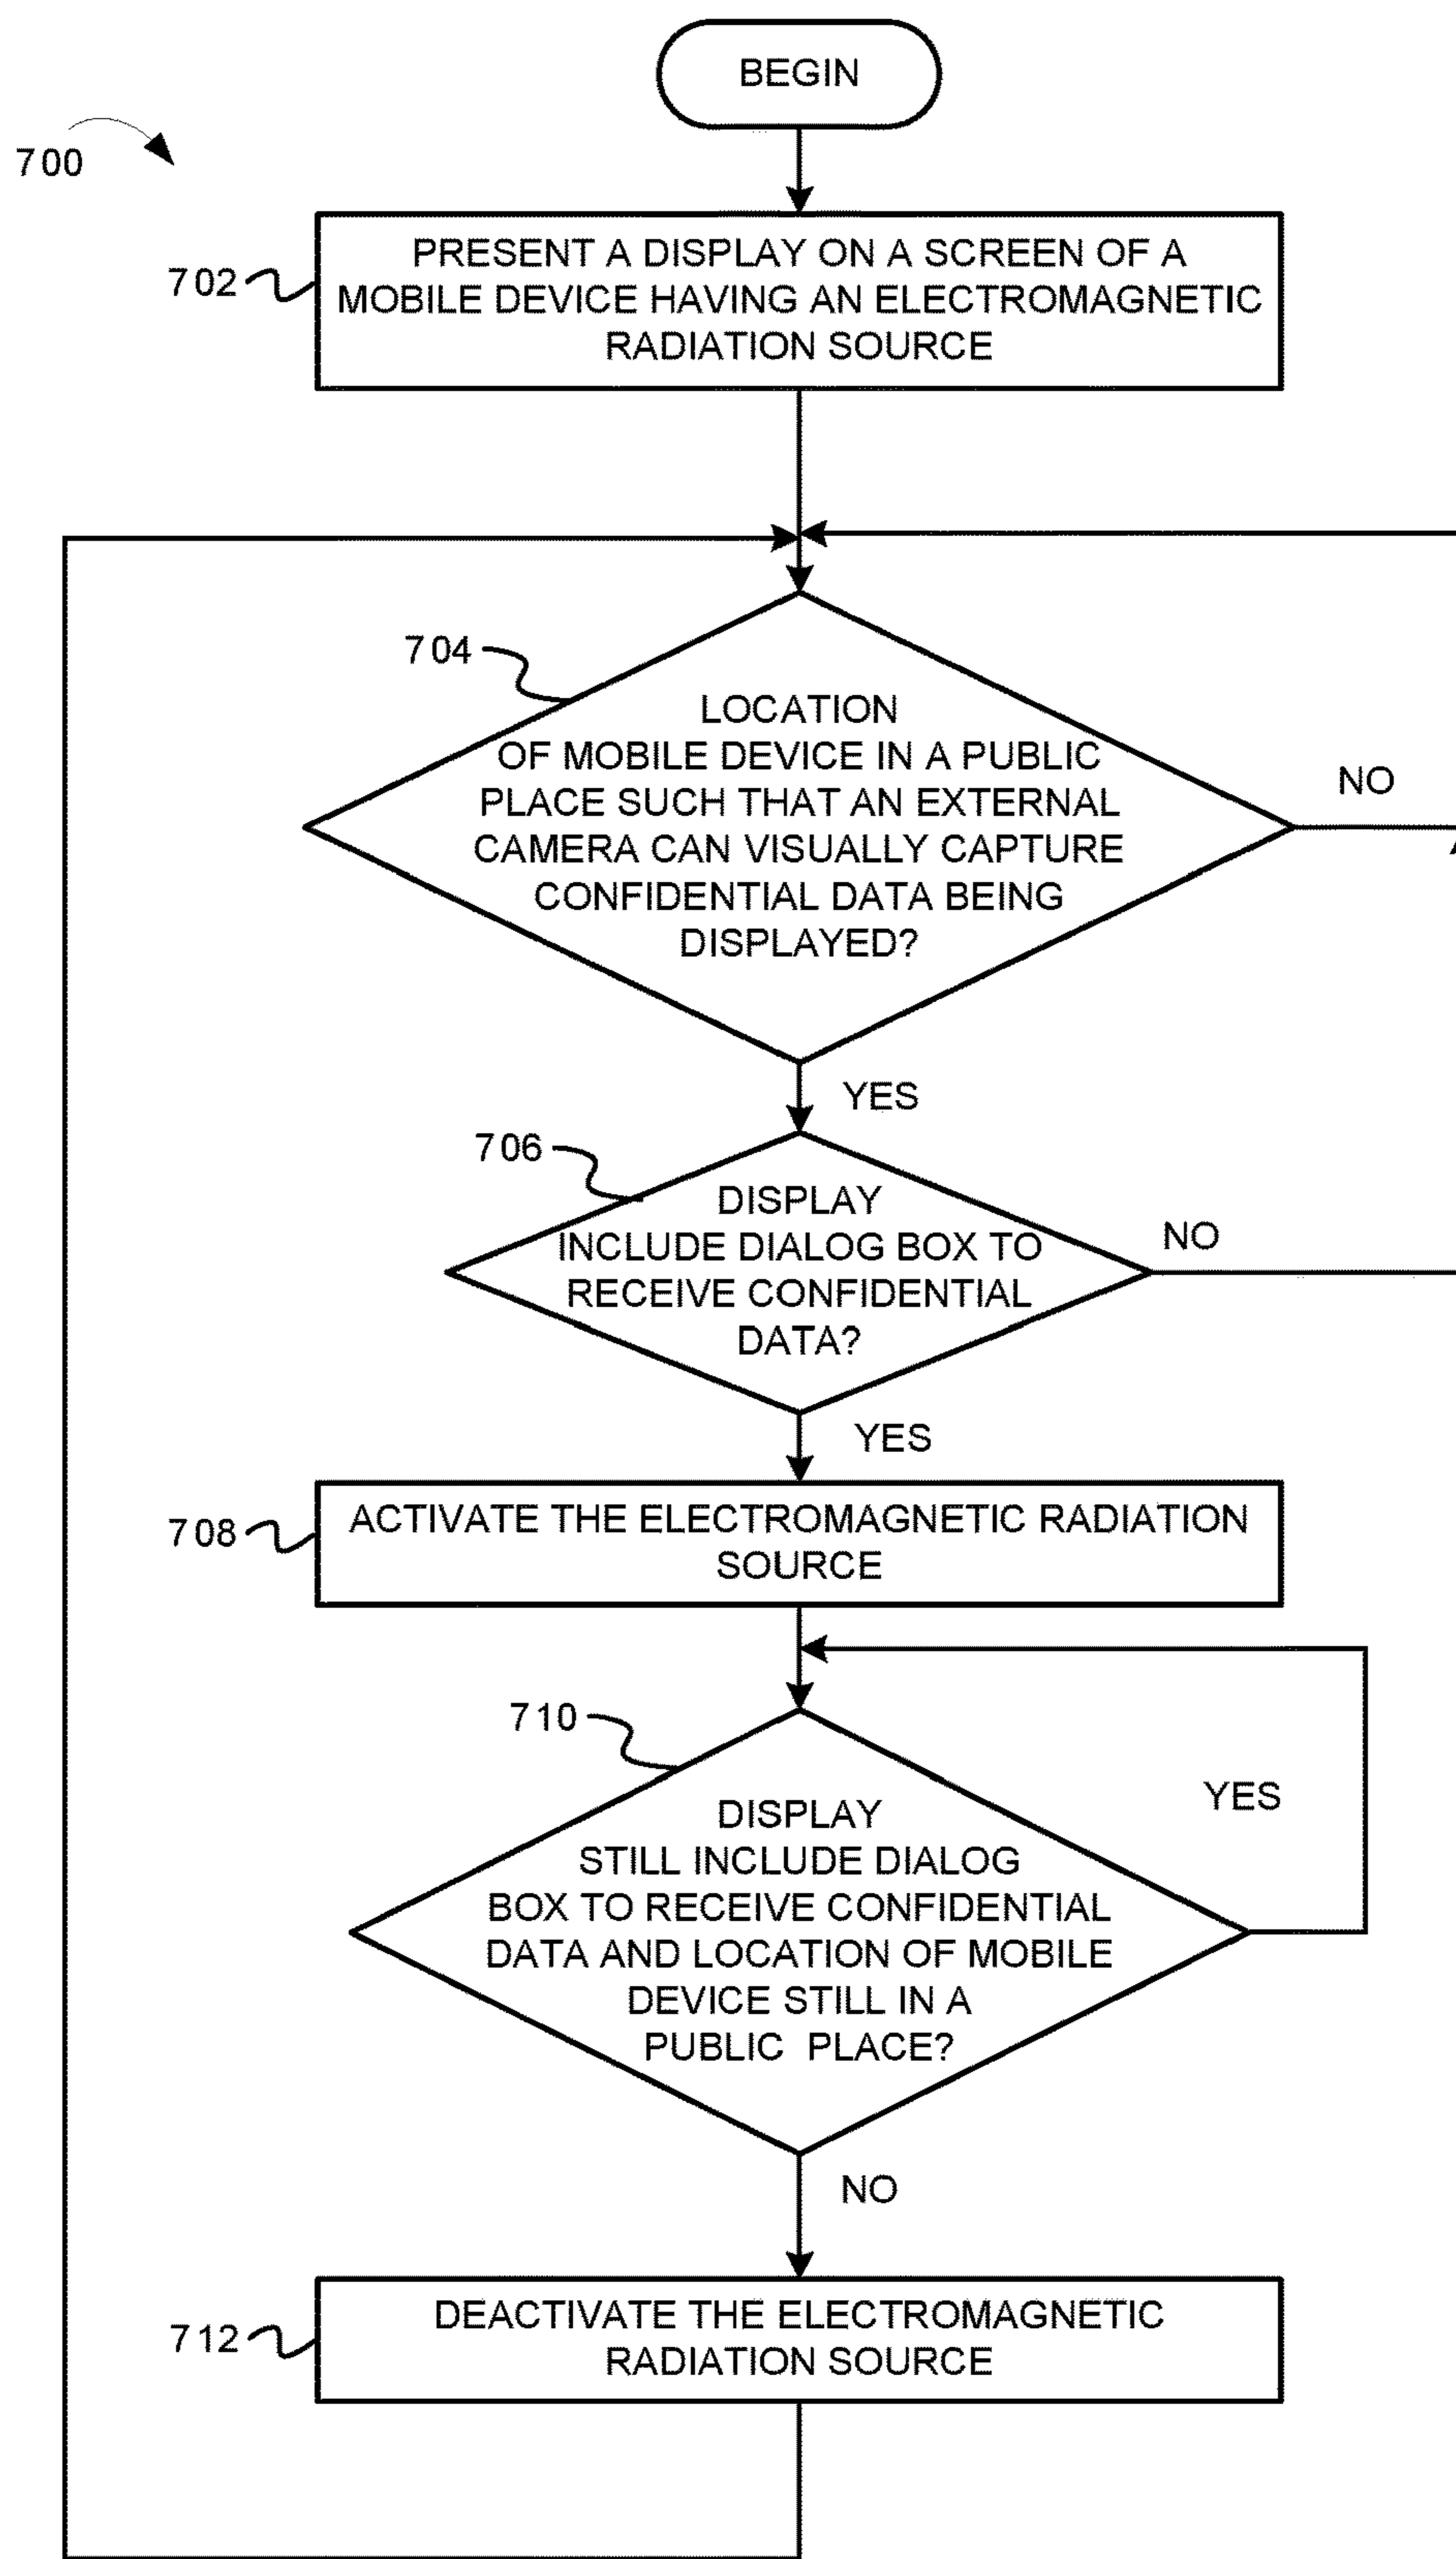 BEGIN
700
702
PRESENT A DISPLAY ON A SCREEN OF A
MOBILE DEVICE HAVING AN ELECTROMAGNETIC
RADIATION SOURCE
704
LOCATION
OF MOBILE DEVICE IN A PUBLIC
PLACE SUCH THAT AN EXTERNAL
CAMERA CAN VISUALLY CAPTURE
CONFIDENTIAL DATA BEING
DISPLAYED?
NO
YES
706
DISPLAY
INCLUDE DIALOG BOX TO
RECEIVE CONFIDENTIAL
DATA?
NO
YES
708
ACTIVATE THE ELECTROMAGNETIC RADIATION
SOURCE
710
DISPLAY
STILL INCLUDE DIALOG
BOX TO RECEIVE CONFIDENTIAL
DATA AND LOCATION OF MOBILE
DEVICE STILL IN A
PUBLIC PLACE?
YES
NO
712
DEACTIVATE THE ELECTROMAGNETIC
RADIATION SOURCE